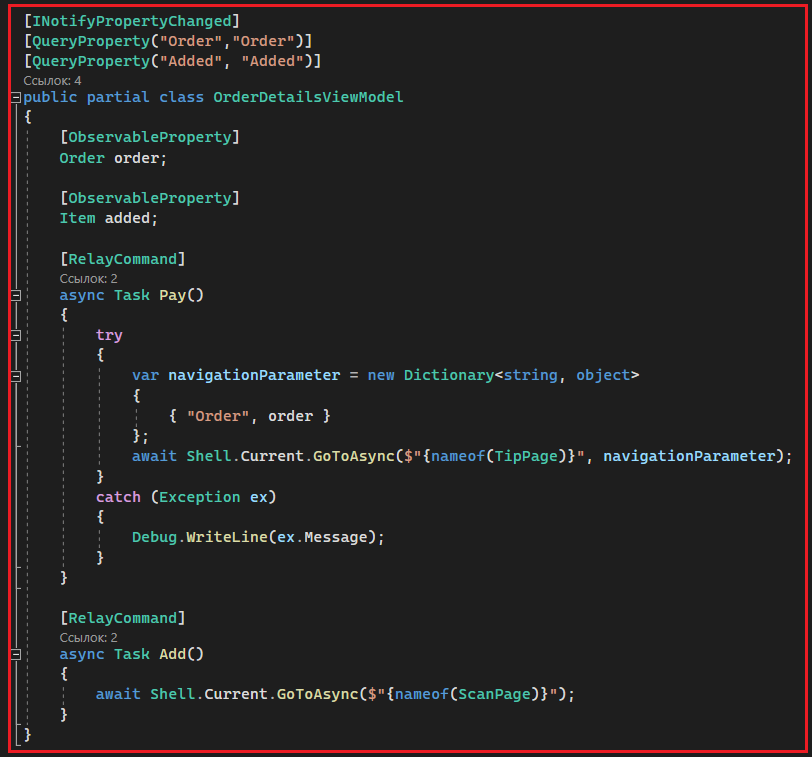 [INotifyPropertyChanged]
[QueryProperty("Order","Order")]
[QueryProperty("Added", "Added")]
Ссылок: 4
public partial class OrderDetailsViewModel
{
    [ObservableProperty]
    Order order;

    [ObservableProperty]
    Item added;

    [RelayCommand]
    Ссылок: 2
    async Task Pay()
    {
        try
        {
            var navigationParameter = new Dictionary<string, object>
            {
                { "Order", order }
            };
            await Shell.Current.GoToAsync($"{nameof(TipPage)}", navigationParameter);
        }
        catch (Exception ex)
        {
            Debug.WriteLine(ex.Message);
        }
    }

    [RelayCommand]
    Ссылок: 2
    async Task Add()
    {
        await Shell.Current.GoToAsync($"{nameof(ScanPage)}");
    }
}